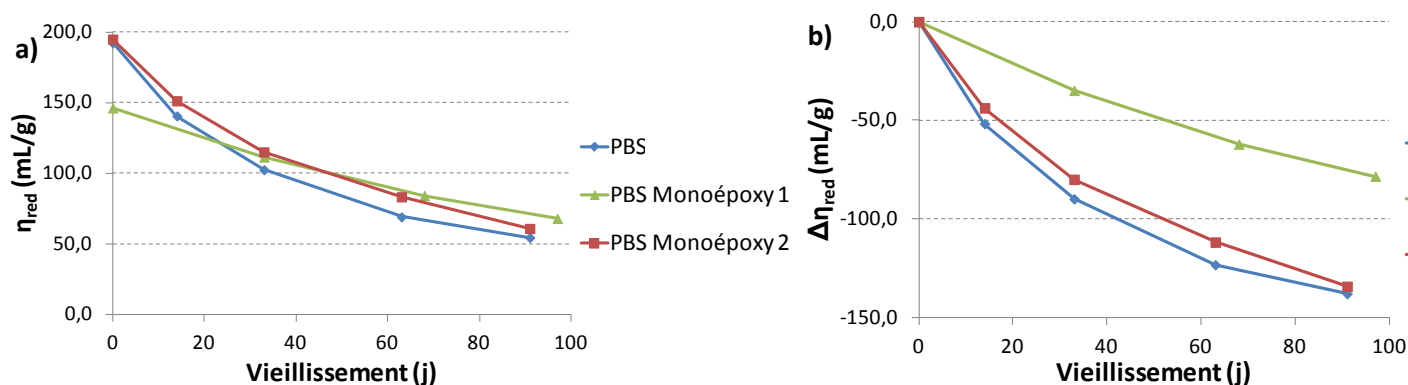 a)
η_red (mL/g)
200,0
150,0
100,0
50,0
0,0
0 20 40 60 80 100
Vieillissement (j)
PBS
PBS Monoépoxy 1
PBS Monoépoxy 2
b)
Δη_red (mL/g)
0,0
-50,0
-100,0
-150,0
0 20 40 60 80 100
Vieillissement (j)